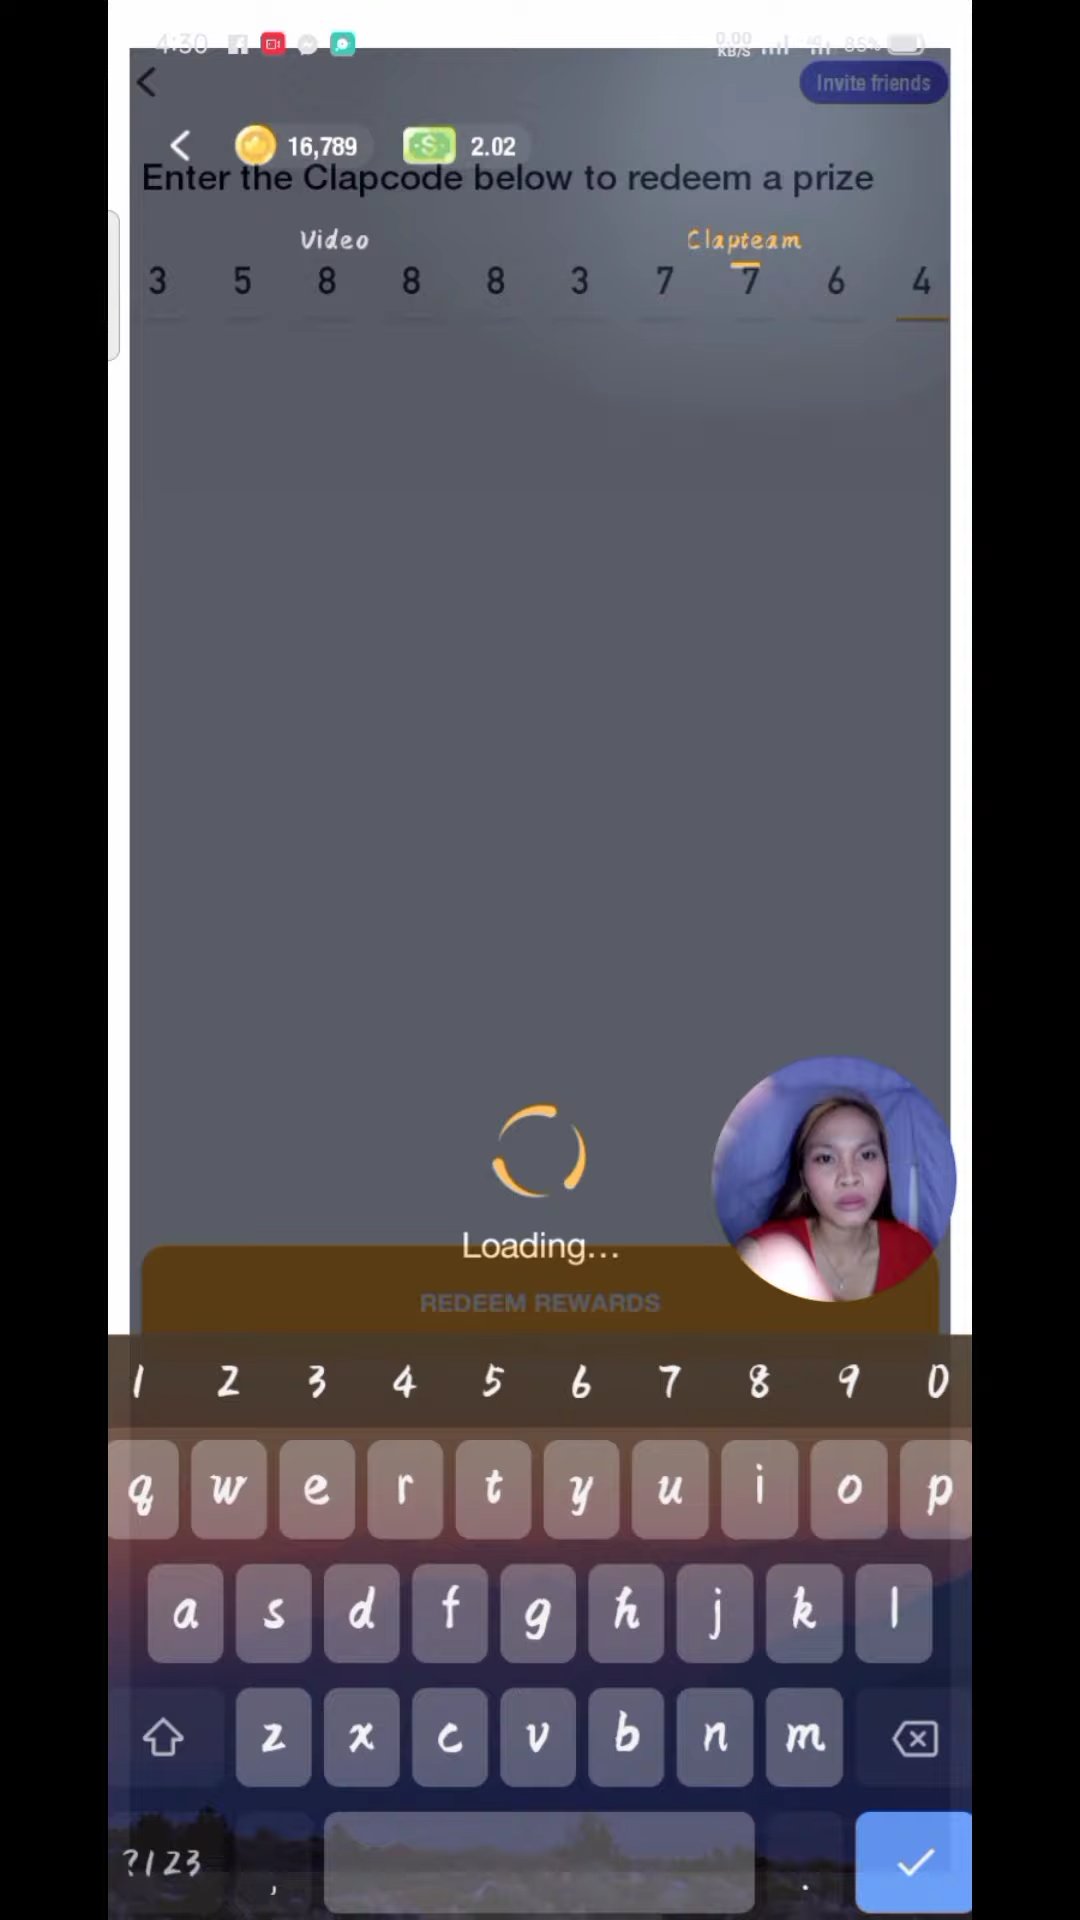 4:30 0.00 KB/S 4G 85%
Invite friends
16,789 2.02
Enter the Clapcode below to redeem a prize
Video Clapteam
3 5 8 8 8 3 7 7 6 4
Loading...
REDEEM REWARDS
1 2 3 4 5 6 7 8 9 0
q w e r t y u i o p
a s d f g h j k l
z x c v b n m
?123 , .